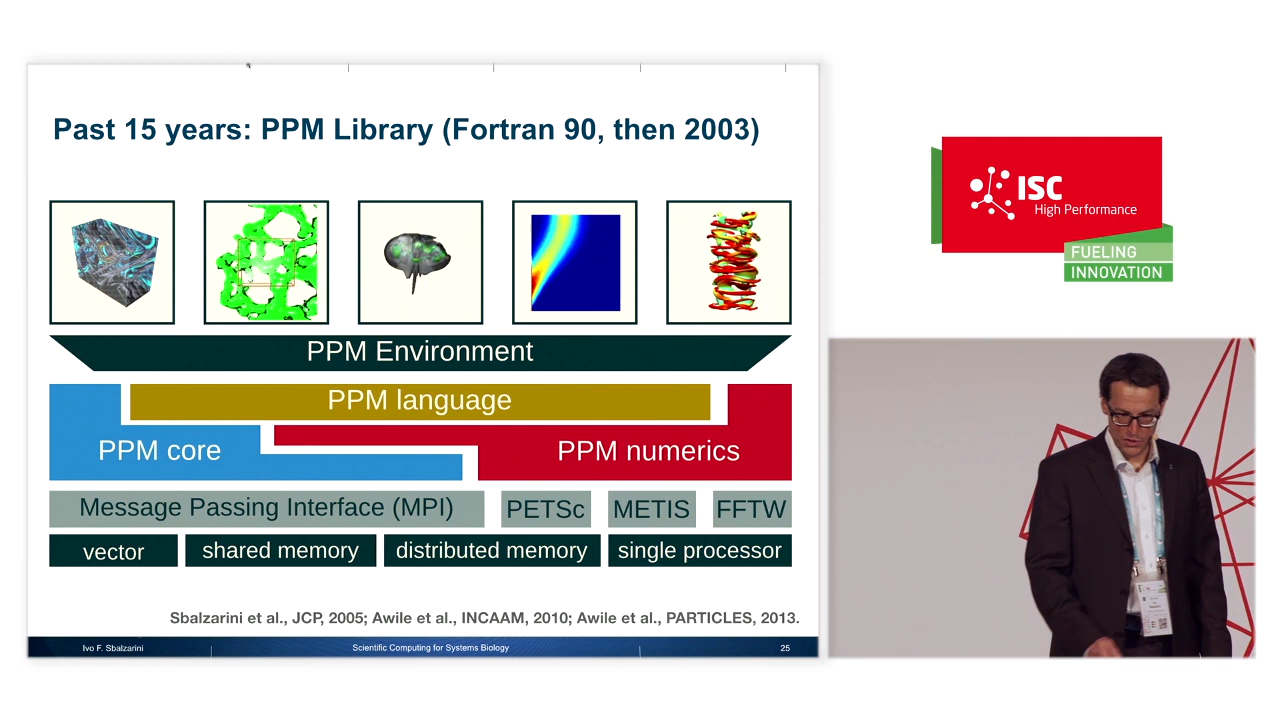 Past 15 years: PPM Library (Fortran 90, then 2003)
PPM Environment
PPM language
PPM core
PPM numerics
Message Passing Interface (MPI)
PETSc
METIS
FFTW
vector
shared memory
distributed memory
single processor
Sbalzarini et al., JCP, 2005; Awile et al., INCAAM, 2010; Awile et al., PARTICLES, 2013.
Ivo F. Sbalzarini
Scientific Computing for Systems Biology
25
ISC
High Performance
FUELING
INNOVATION